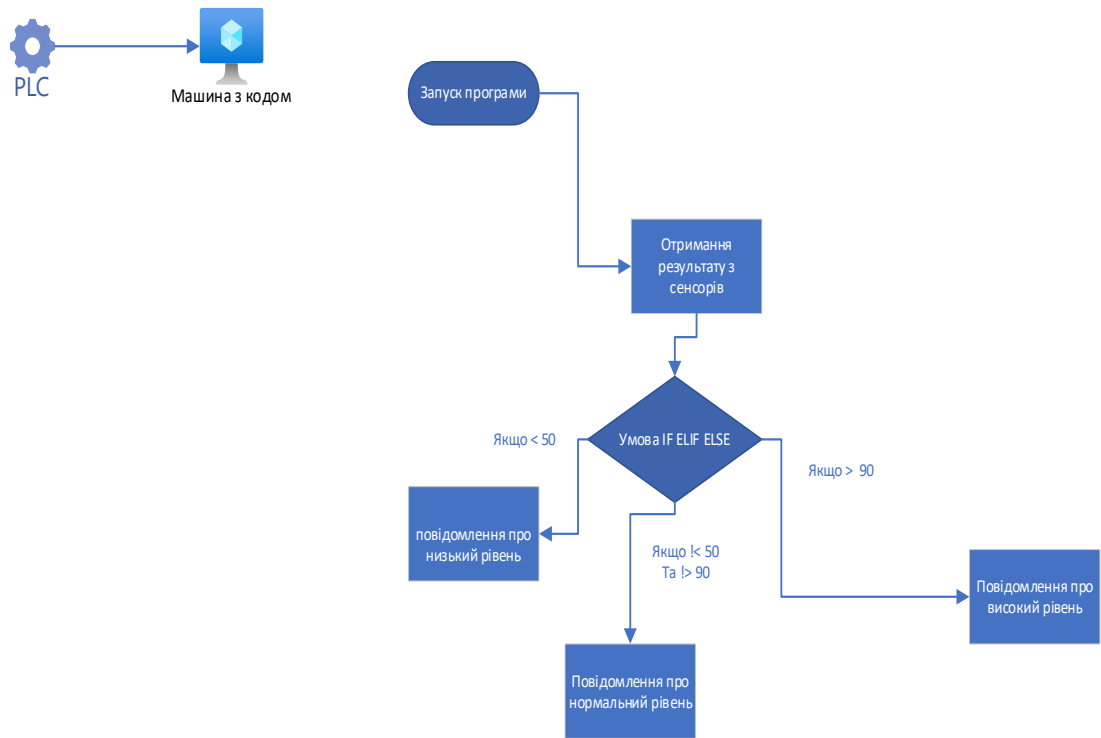 PLC
Машина з кодом
Запуск програми
Отримання
результату з
сенсорів
Умова IF ELIF ELSE
Якщо < 50
Якщо > 90
повідомлення про
низький рівень
Якщо !< 50
Та !> 90
Повідомлення про
високий рівень
Повідомлення про
нормальний рівень